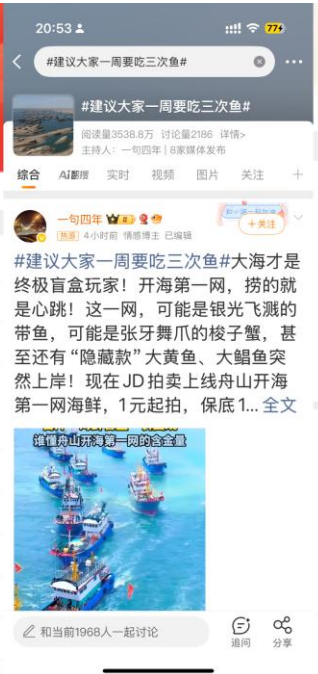 20:53
77
#建议大家一周要吃三次鱼#
#建议大家一周要吃三次鱼#
阅读量3538.8万 讨论量2186 详情>
主持人：一句四年 | 8家媒体发布
综合 Ai智搜 实时 视频 图片 关注
一句四年
+关注
热源 4小时前 情感博主 已编辑
#建议大家一周要吃三次鱼#大海才是
终极盲盒玩家！开海第一网，捞的就
是心跳！这一网，可能是银光飞溅的
带鱼，可能是张牙舞爪的梭子蟹，甚
至还有“隐藏款”大黄鱼、大鲳鱼突
然上岸！现在JD拍卖上线舟山开海
第一网海鲜，1元起拍，保底1... 全文
谁懂舟山开海第一网的含金量
和当前1968人一起讨论
追问
分享